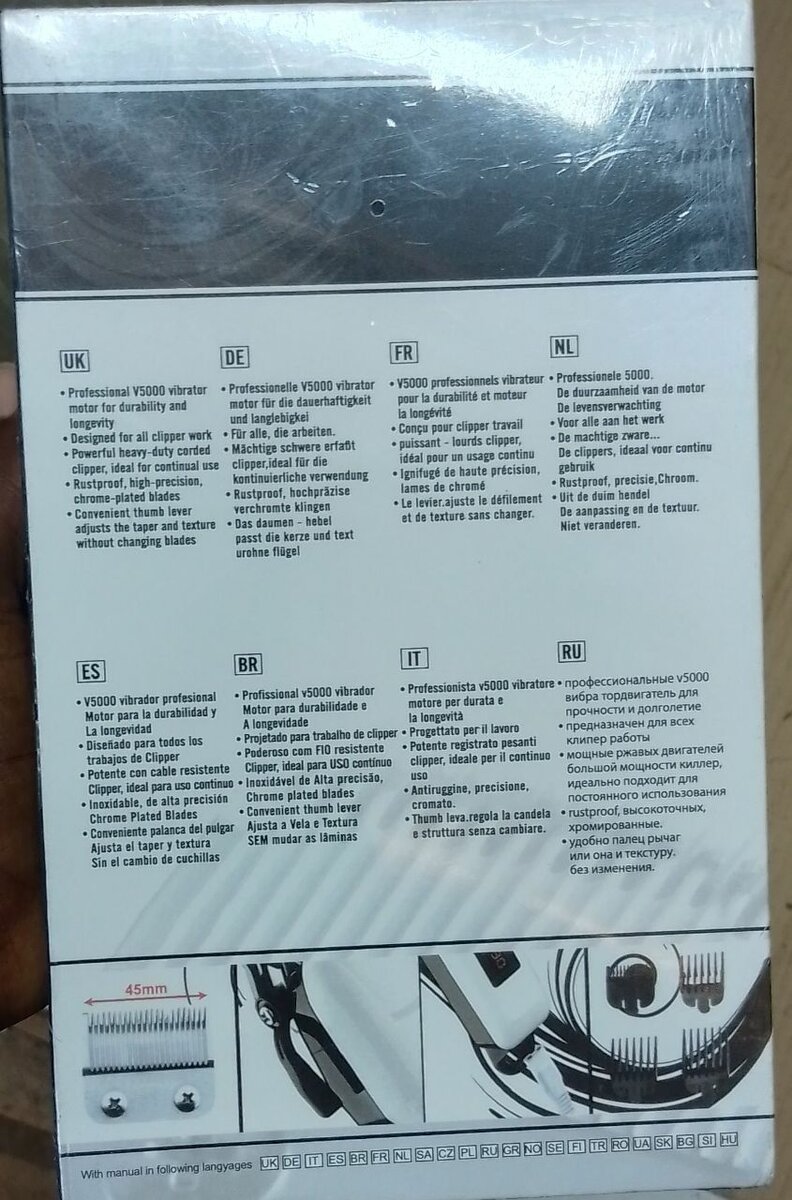 UK
• Professional V5000 vibrator
motor for durability and
longevity
• Designed for all clipper work
• Powerful heavy-duty corded
clipper, ideal for continual use
• Rustproof, high-precision,
chrome-plated blades
• Convenient thumb lever
adjusts the taper and texture
without changing blades
DE
• Professionelle V5000 vibrator
motor für die dauerhaftigkeit
und langlebigkei
• Für alle, die arbeiten.
• Mächtige schwere erfaßt
clipper,ideal für die
kontinuierliche verwendung
• Rustproof, hochpräzise
verchromte klingen
• Das daumen - hebel
passt die kerze und text
urohne flügel
FR
• V5000 professionnels vibrateur
pour la durabilité et moteur
la longévité
• Conçu pour clipper travail
• puissant - lourds clipper,
idéal pour un usage continu
• Ignifugé de haute précision,
lames de chromé
• Le levier.ajuste le défilement
et de texture sans changer.
NL
• Professionele 5000.
De duurzaamheid van de motor
De levensverwachting
• Voor alle aan het werk
• De machtige zware...
De clippers, ideaal voor continu
gebruik
• Rustproof, precisie,Chroom.
• Uit de duim hendel
De aanpassing en de textuur.
Niet veranderen.
ES
• V5000 vibrador profesional
Motor para la durabilidad y
La longevidad
• Diseñado para todos los
trabajos de Clipper
• Potente con cable resistente
Clipper, ideal para uso continuo
• Inoxidable, de alta precisión
Chrome Plated Blades
• Conveniente palanca del pulgar
Ajusta el taper y textura
Sin el cambio de cuchillas
BR
• Profissional v5000 vibrador
Motor para durabilidade e
A longevidade
• Projetado para trabalho de clipper
• Poderoso com FIO resistente
Clipper, ideal para USO contínuo
• Inoxidável de Alta precisão,
Chrome plated blades
• Convenient thumb lever
Ajusta a Vela e Textura
SEM mudar as lâminas
IT
• Professionista v5000 vibratore
motore per durata e
la longevità
• Progettato per il lavoro
• Potente registrato pesanti
clipper, ideale per il continuo
uso
• Antiruggine, precisione,
cromato.
• Thumb leva.regola la candela
e struttura senza cambiare.
RU
• профессиональные v5000
вибра тордвигатель для
прочности и долголетие
• предназначен для всех
клипер работы
• мощные ржавых двигателей
большой мощности киллер,
идеально подходит для
постоянного использования
• rustproof, высокоточных,
хромированные.
• удобно палец рычаг
или она и текстуру.
без изменения.
45mm
With manual in following langyages UK DE IT ES BR FR NL SA CZ PL RU GR NO SE FI TR RO UA SK BG SI HU